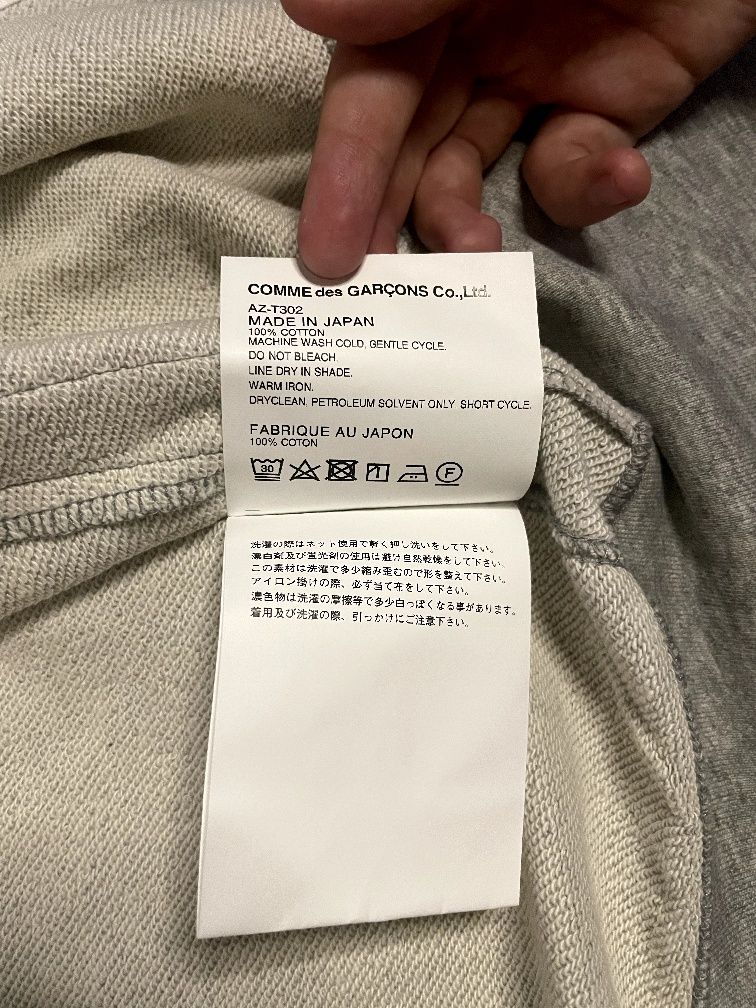 COMME des GARÇONS Co.,Ltd.
AZ-T302
MADE IN JAPAN
100% COTTON
MACHINE WASH COLD, GENTLE CYCLE.
DO NOT BLEACH.
LINE DRY IN SHADE.
WARM IRON.
DRYCLEAN, PETROLEUM SOLVENT ONLY SHORT CYCLE.
FABRIQUE AU JAPON
100% COTON
30 F
洗濯の際はネット使用で軽く押し洗いをして下さい。
漂白剤及び蛍光剤の使用は避け自然乾燥をして下さい。
この素材は洗濯で多少縮み歪むので形を整えて下さい。
アイロン掛けの際、必ず当て布をして下さい。
濃色物は洗濯の摩擦等で多少白っぽくなる事があります。
着用及び洗濯の際、引っかけにご注意下さい。